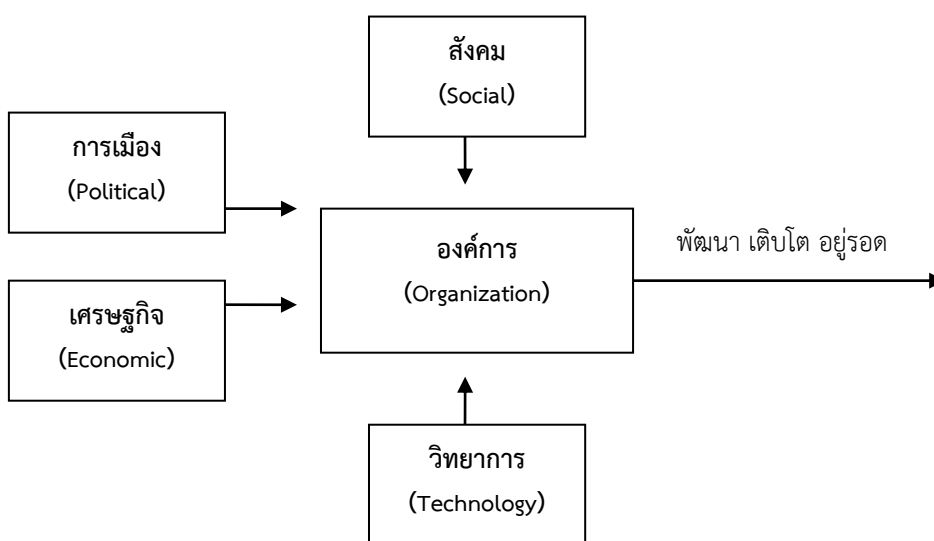 สังคม
(Social)
การเมือง
(Political)
องค์การ
(Organization)
พัฒนา เติบโต อยู่รอด
เศรษฐกิจ
(Economic)
วิทยาการ
(Technology)